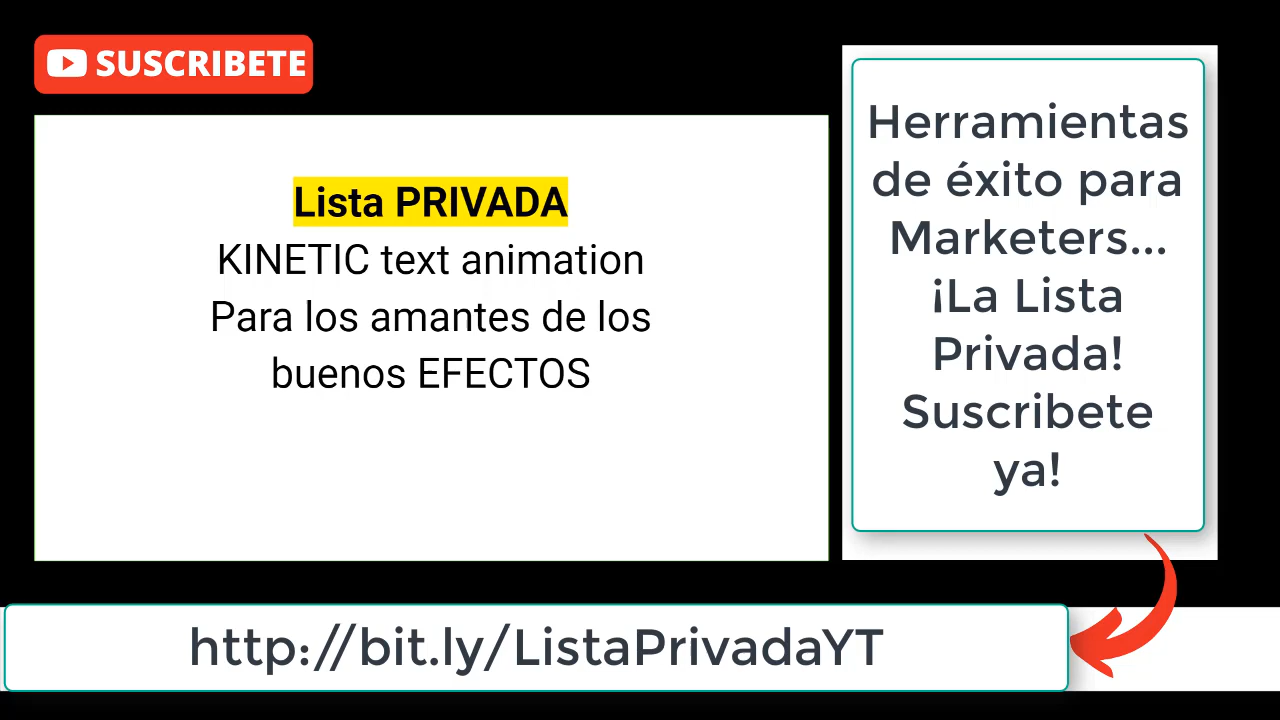 SUSCRIBETE
Lista PRIVADA
KINETIC text animation
Para los amantes de los
buenos EFECTOS
Herramientas
de éxito para
Marketers...
¡La Lista
Privada!
Suscribete
ya!
http://bit.ly/ListaPrivadaYT